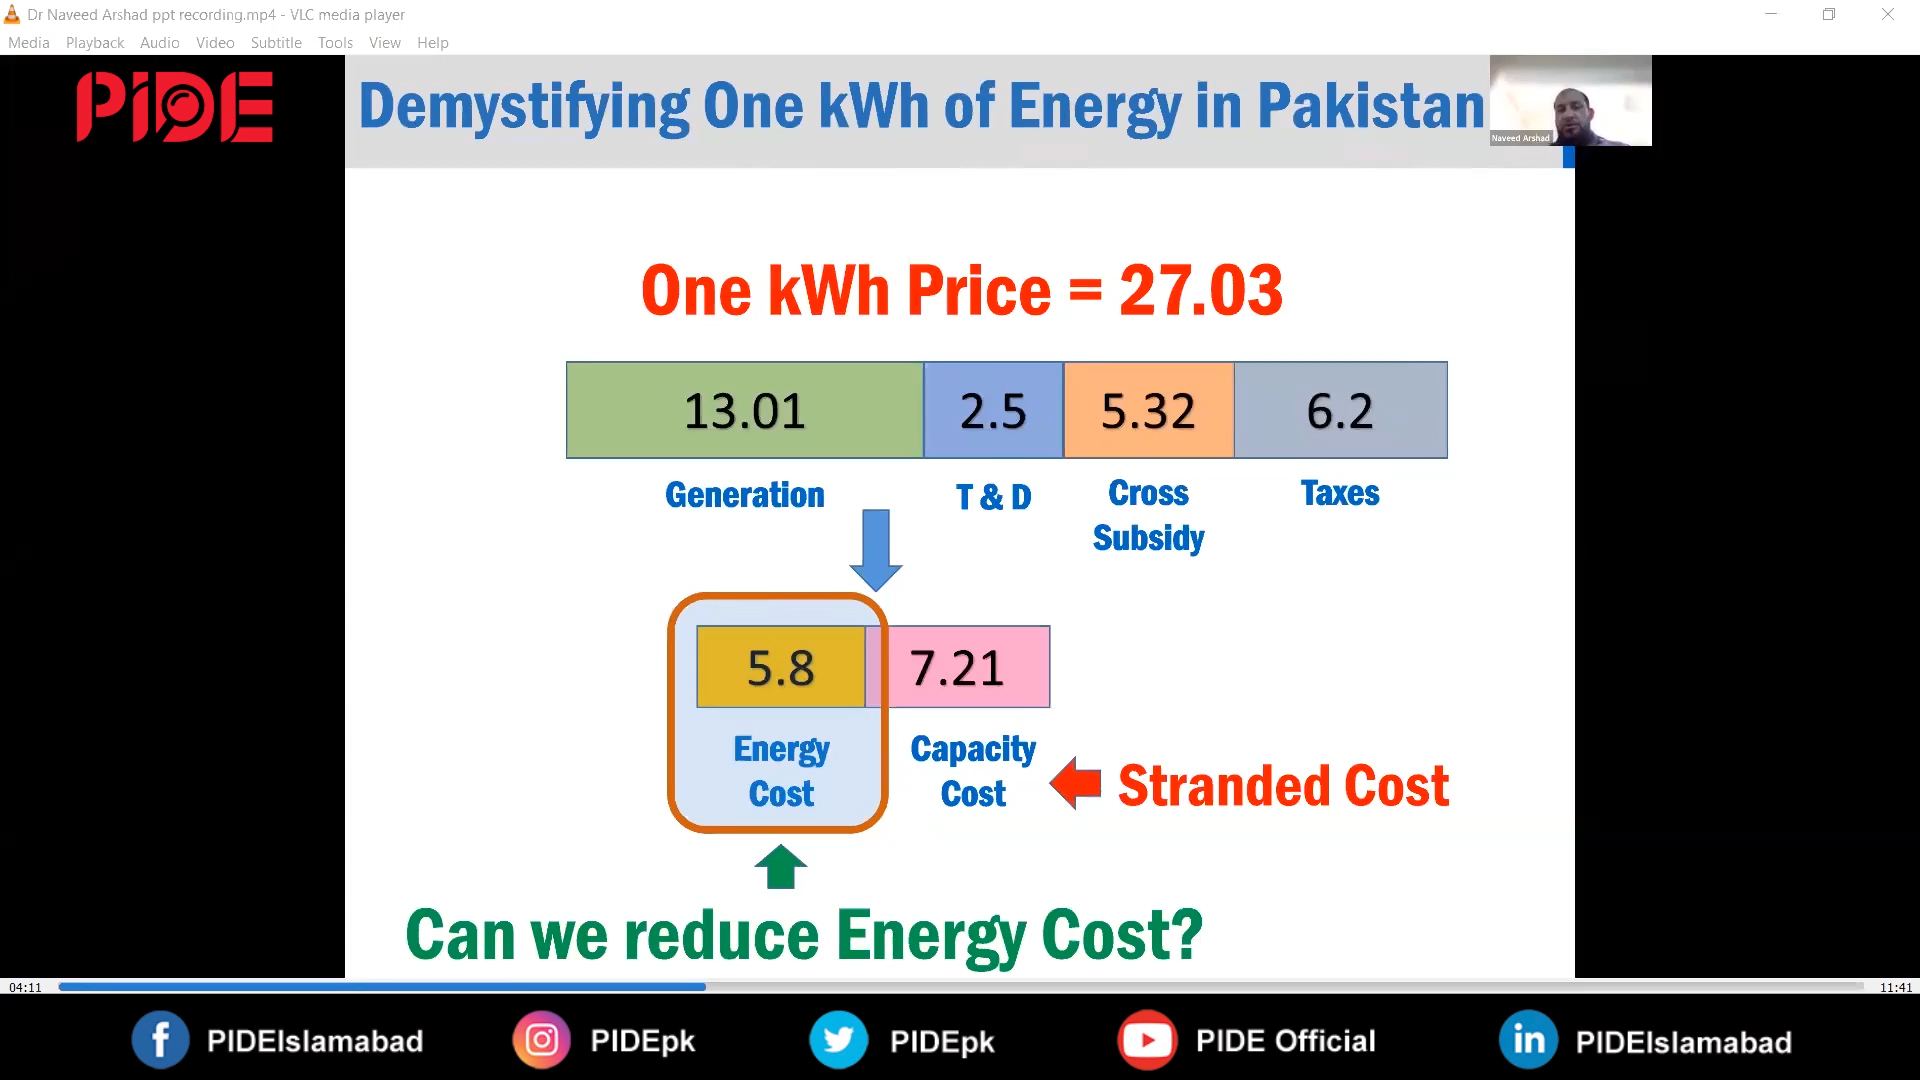 Dr Naveed Arshad ppt recording.mp4 - VLC media player
Media Playback Audio Video Subtitle Tools View Help
PIDE
Demystifying One kWh of Energy in Pakistan
Naveed Arshad
One kWh Price = 27.03
13.01 2.5 5.32 6.2
Generation T & D Cross Subsidy Taxes
5.8 7.21
Energy Cost Capacity Cost
Stranded Cost
Can we reduce Energy Cost?
04:11 11:41
PIDEIslamabad PIDEpk PIDEpk PIDE Official PIDEIslamabad